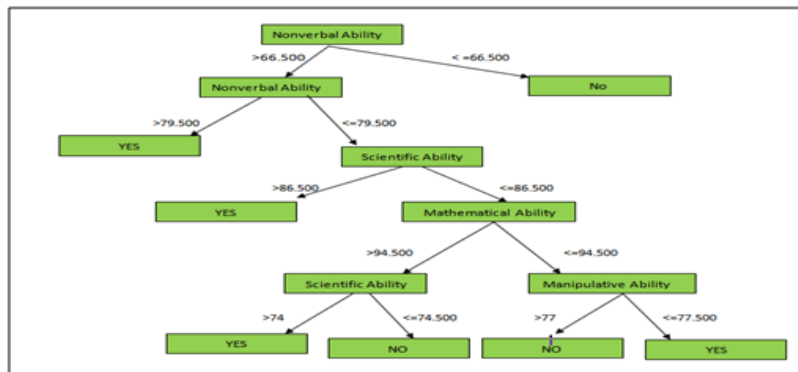 Nonverbal Ability
>66.500
< =66.500
Nonverbal Ability
No
>79.500
<=79.500
YES
Scientific Ability
>86.500
<=86.500
YES
Mathematical Ability
>94.500
<=94.500
Scientific Ability
Manipulative Ability
>74
<=74.500
>77
<=77.500
YES
NO
NO
YES